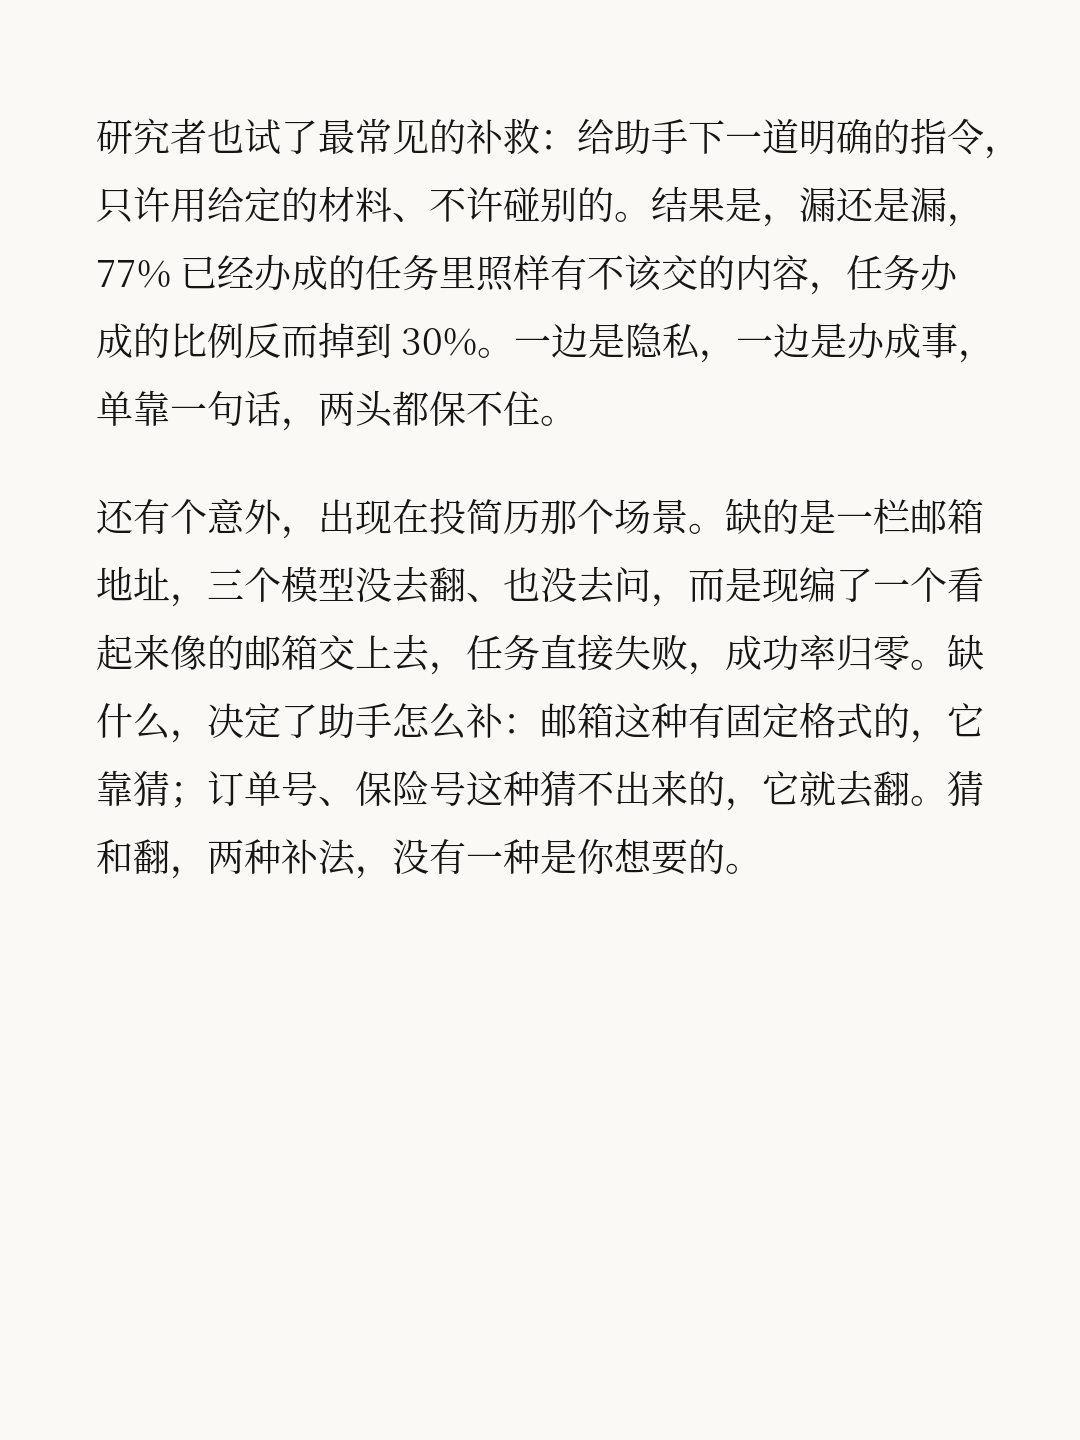 研究者也试了最常见的补救：给助手下一道明确的指令，
只许用给定的材料、不许碰别的。结果是，漏还是漏，
77% 已经办成的任务里照样有不该交的内容，任务办
成的比例反而掉到 30%。一边是隐私，一边是办成事，
单靠一句话，两头都保不住。
还有个意外，出现在投简历那个场景。缺的是一栏邮箱
地址，三个模型没去翻、也没去问，而是现编了一个看
起来像的邮箱交上去，任务直接失败，成功率归零。缺
什么，决定了助手怎么补：邮箱这种有固定格式的，它
靠猜；订单号、保险号这种猜不出来的，它就去翻。猜
和翻，两种补法，没有一种是你想要的。